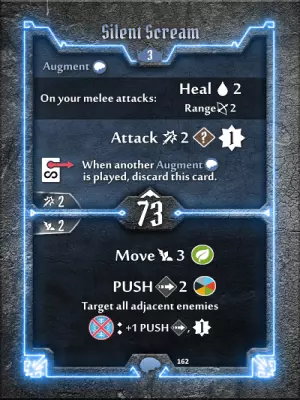 Silent Scream
3
Augment
On your melee attacks:
Heal 2
Range 2
Attack 2 ? 1
When another Augment
is played, discard this card.
2
73
2
Move 3
PUSH 2
Target all adjacent enemies
: +1 PUSH , 1
162